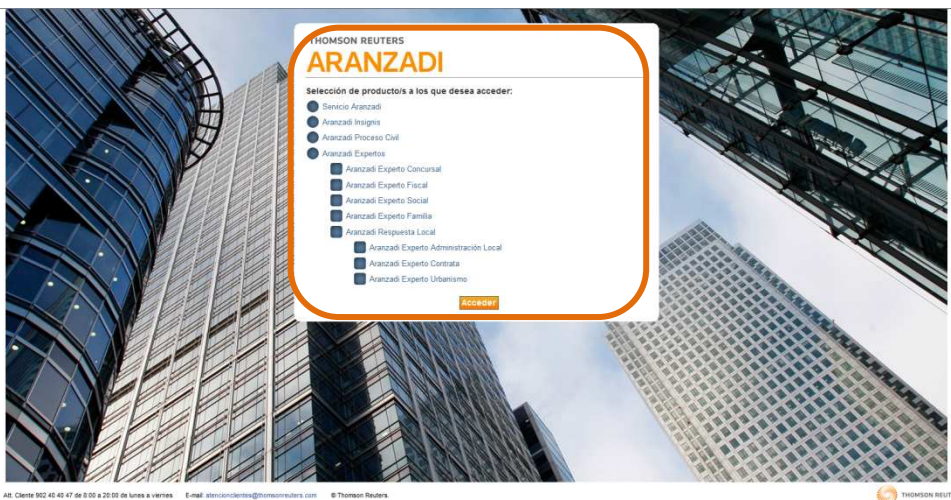 THOMSON REUTERS
ARANZADI
Selección de producto/s a los que desea acceder:
Servicio Aranzadi
Aranzadi Insignis
Aranzadi Proceso Civil
Aranzadi Expertos
Aranzadi Experto Concursal
Aranzadi Experto Fiscal
Aranzadi Experto Social
Aranzadi Experto Familia
Aranzadi Respuesta Local
Aranzadi Experto Administración Local
Aranzadi Experto Contrata
Aranzadi Experto Urbanismo
Acceder
Att. Cliente 902 40 40 47 de 8:00 a 20:00 de lunes a viernes E-mail: atencionclientes@thomsonreuters.com © Thomson Reuters
THOMSON REUT